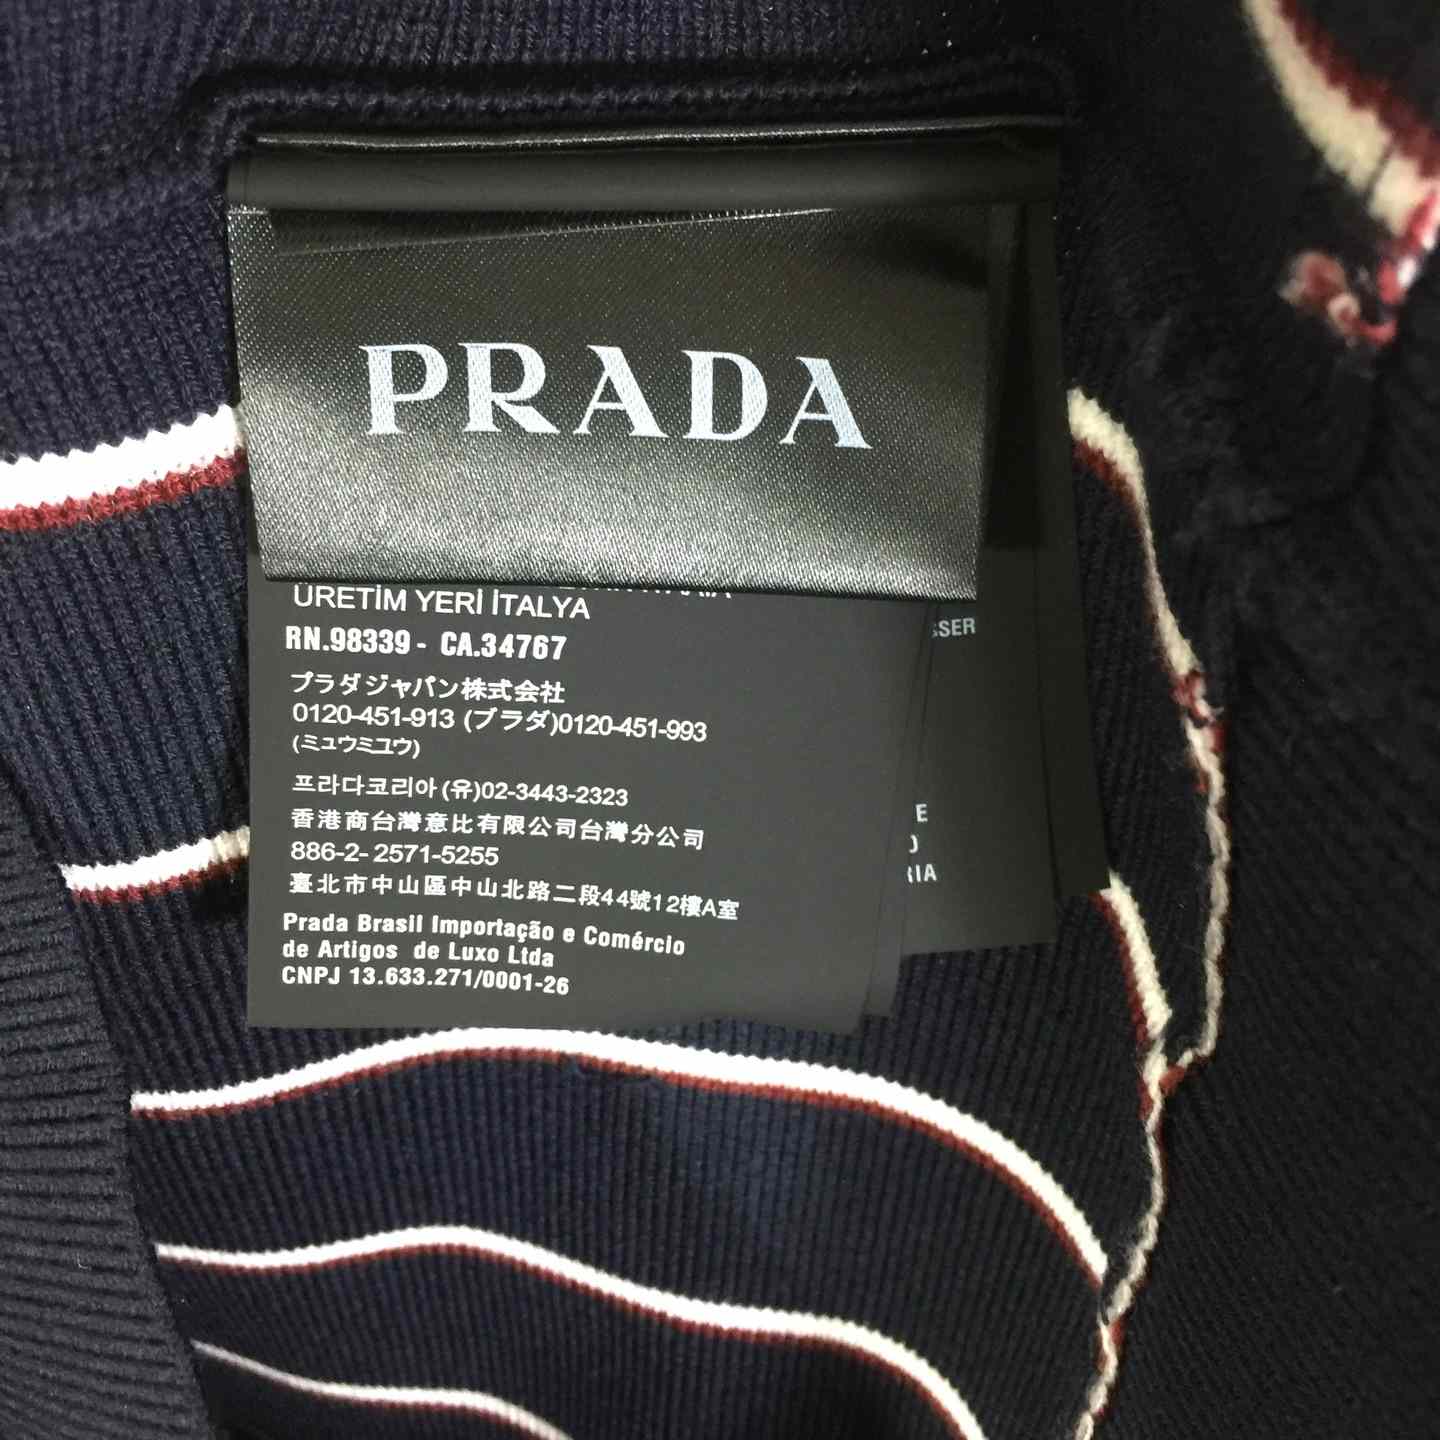 PRADA
ÜRETİM YERİ İTALYA
RN.98339 - CA.34767
プラダジャパン株式会社
0120-451-913 (プラダ)0120-451-993
(ミュウミュウ)
프라다코리아(유)02-3443-2323
香港商台灣意比有限公司台灣分公司
886-2- 2571-5255
臺北市中山區中山北路二段44號12樓A室
Prada Brasil Importação e Comércio
de Artigos de Luxo Ltda
CNPJ 13.633.271/0001-26